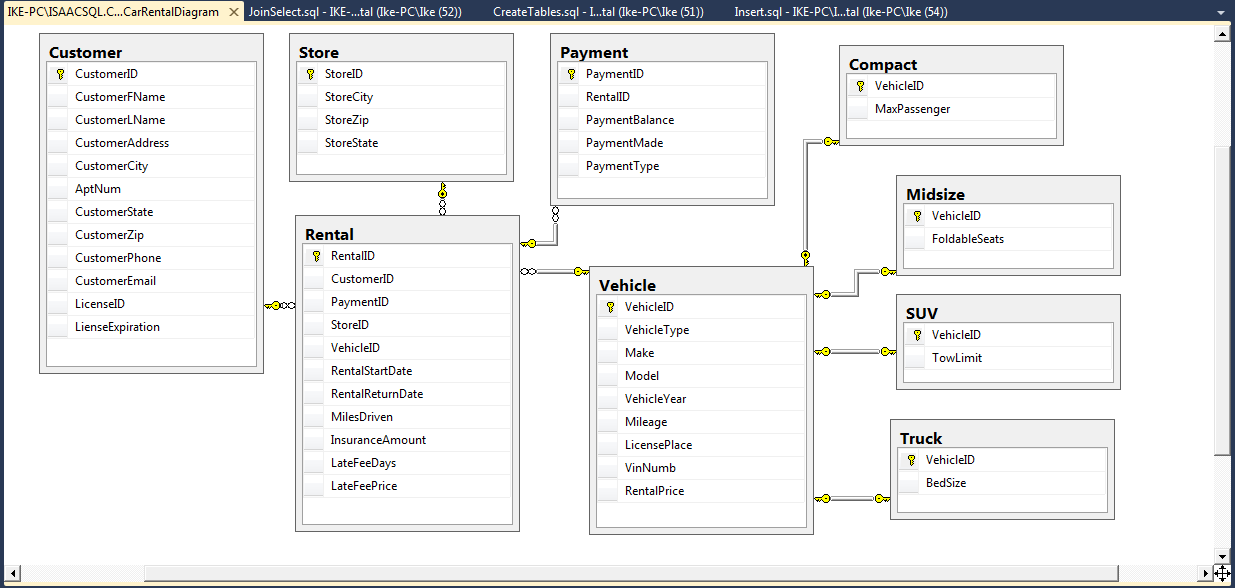 IKE-PC\ISAACSQL.C...CarRentalDiagram
JoinSelect.sql - IKE-...tal (Ike-PC\Ike (52))
CreateTables.sql - I...tal (Ike-PC\Ike (51))
Insert.sql - IKE-PC\I...tal (Ike-PC\Ike (54))
Customer
CustomerID
CustomerFName
CustomerLName
CustomerAddress
CustomerCity
AptNum
CustomerState
CustomerZip
CustomerPhone
CustomerEmail
LicenseID
LienseExpiration
Store
StoreID
StoreCity
StoreZip
StoreState
Payment
PaymentID
RentalID
PaymentBalance
PaymentMade
PaymentType
Rental
RentalID
CustomerID
PaymentID
StoreID
VehicleID
RentalStartDate
RentalReturnDate
MilesDriven
InsuranceAmount
LateFeeDays
LateFeePrice
Vehicle
VehicleID
VehicleType
Make
Model
VehicleYear
Mileage
LicensePlace
VinNumb
RentalPrice
Compact
VehicleID
MaxPassenger
Midsize
VehicleID
FoldableSeats
SUV
VehicleID
TowLimit
Truck
VehicleID
BedSize